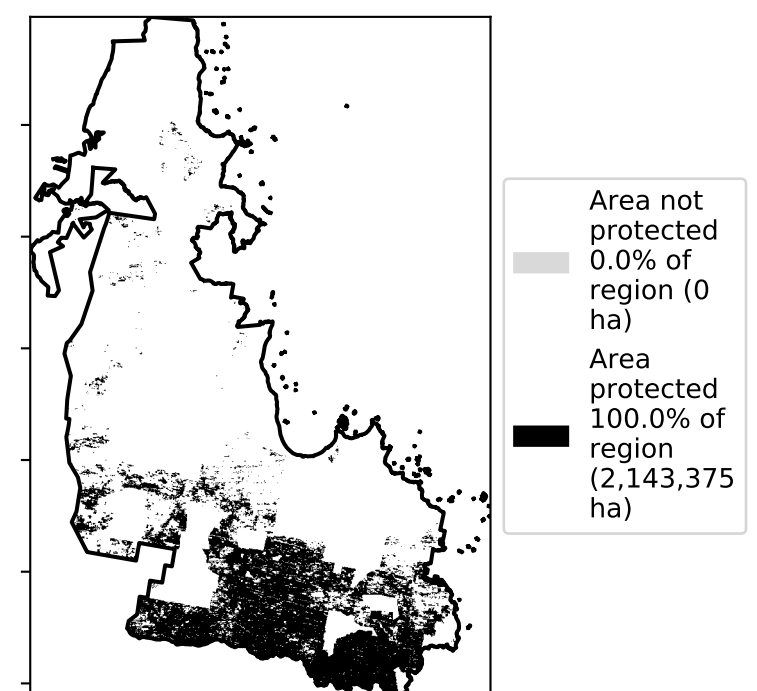 Area not
protected
0.0% of
region (0
ha)
Area
protected
100.0% of
region
(2,143,375
ha)